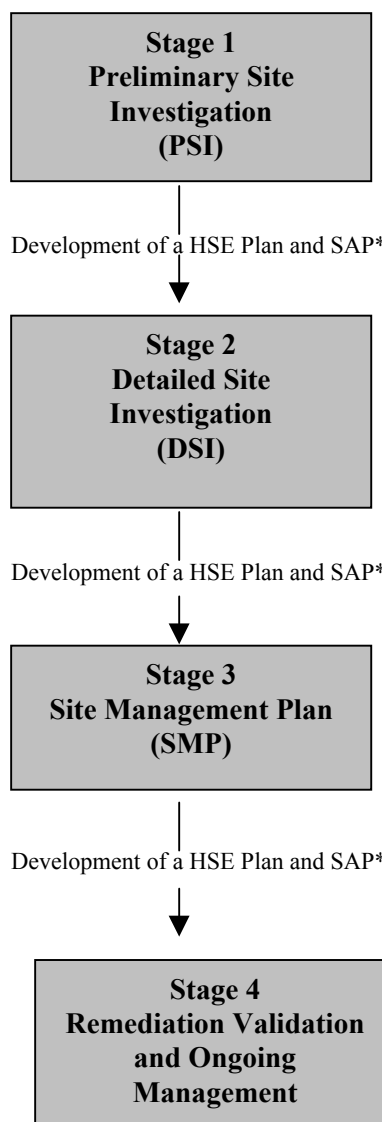 Stage 1
Preliminary Site
Investigation
(PSI)
Development of a HSE Plan and SAP*
Stage 2
Detailed Site
Investigation
(DSI)
Development of a HSE Plan and SAP*
Stage 3
Site Management Plan
(SMP)
Development of a HSE Plan and SAP*
Stage 4
Remediation Validation
and Ongoing
Management